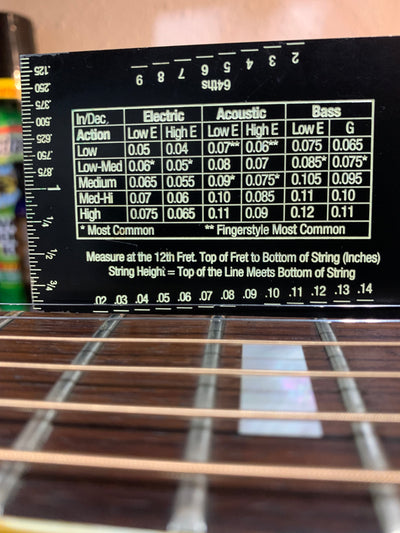 2 3 4 5 6 7 8 9
64ths
.125
.250
.375
.500
.625
.750
.875
1
1/4
1/2
3/4
In/Dec. Electric Acoustic Bass
Action Low E High E Low E High E Low E G
Low 0.05 0.04 0.07** 0.06** 0.075 0.065
Low-Med 0.06* 0.05* 0.08 0.07 0.085* 0.075*
Medium 0.065 0.055 0.09* 0.075* 0.105 0.095
Med-Hi 0.07 0.06 0.10 0.085 0.11 0.10
High 0.075 0.065 0.11 0.09 0.12 0.11
* Most Common ** Fingerstyle Most Common
Measure at the 12th Fret. Top of Fret to Bottom of String (Inches)
String Height = Top of the Line Meets Bottom of String
.02 .03 .04 .05 .06 .07 .08 .09 .10 .11 .12 .13 .14